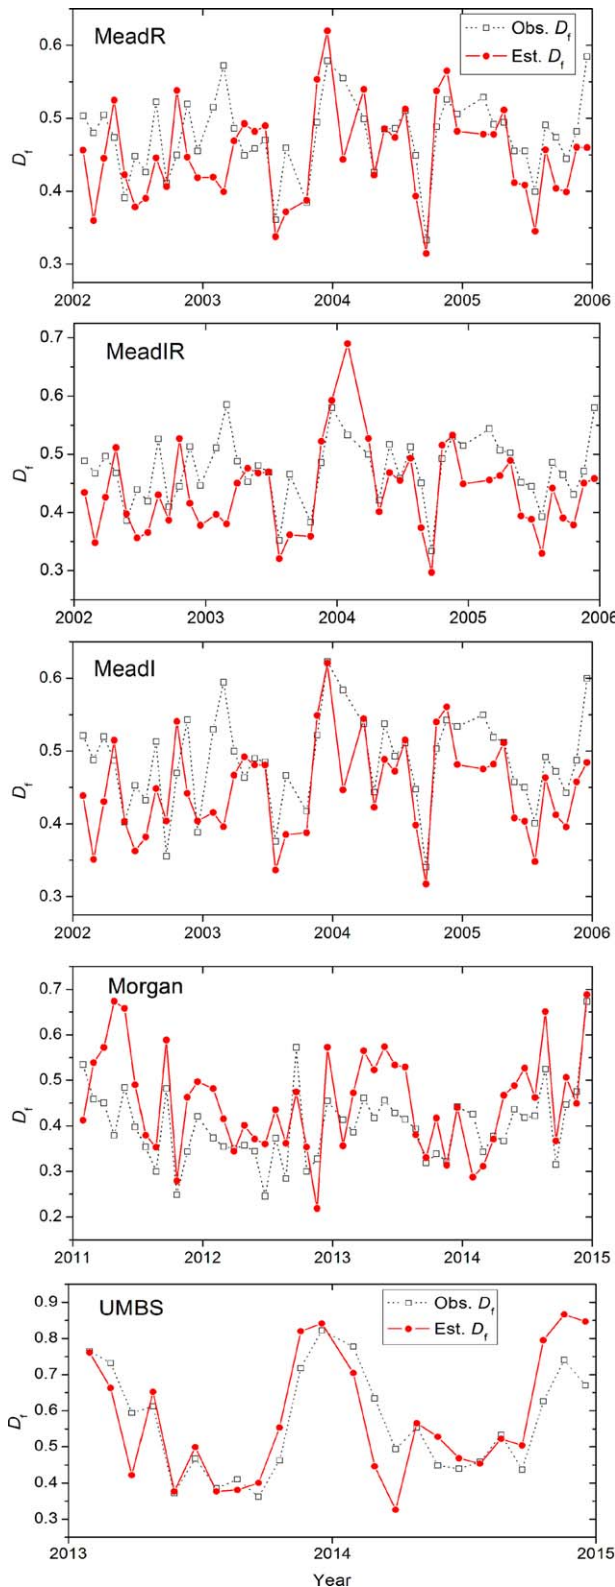 MeadR
Obs. Df
Est. Df
0.6
0.5
0.4
0.3
Df
2002 2003 2004 2005 2006
MeadIR
0.7
0.6
0.5
0.4
0.3
Df
2002 2003 2004 2005 2006
MeadI
0.6
0.5
0.4
0.3
Df
2002 2003 2004 2005 2006
Morgan
0.7
0.6
0.5
0.4
0.3
0.2
Df
2011 2012 2013 2014 2015
UMBS
Obs. Df
Est. Df
0.9
0.8
0.7
0.6
0.5
0.4
0.3
Df
2013 2014 2015
Year